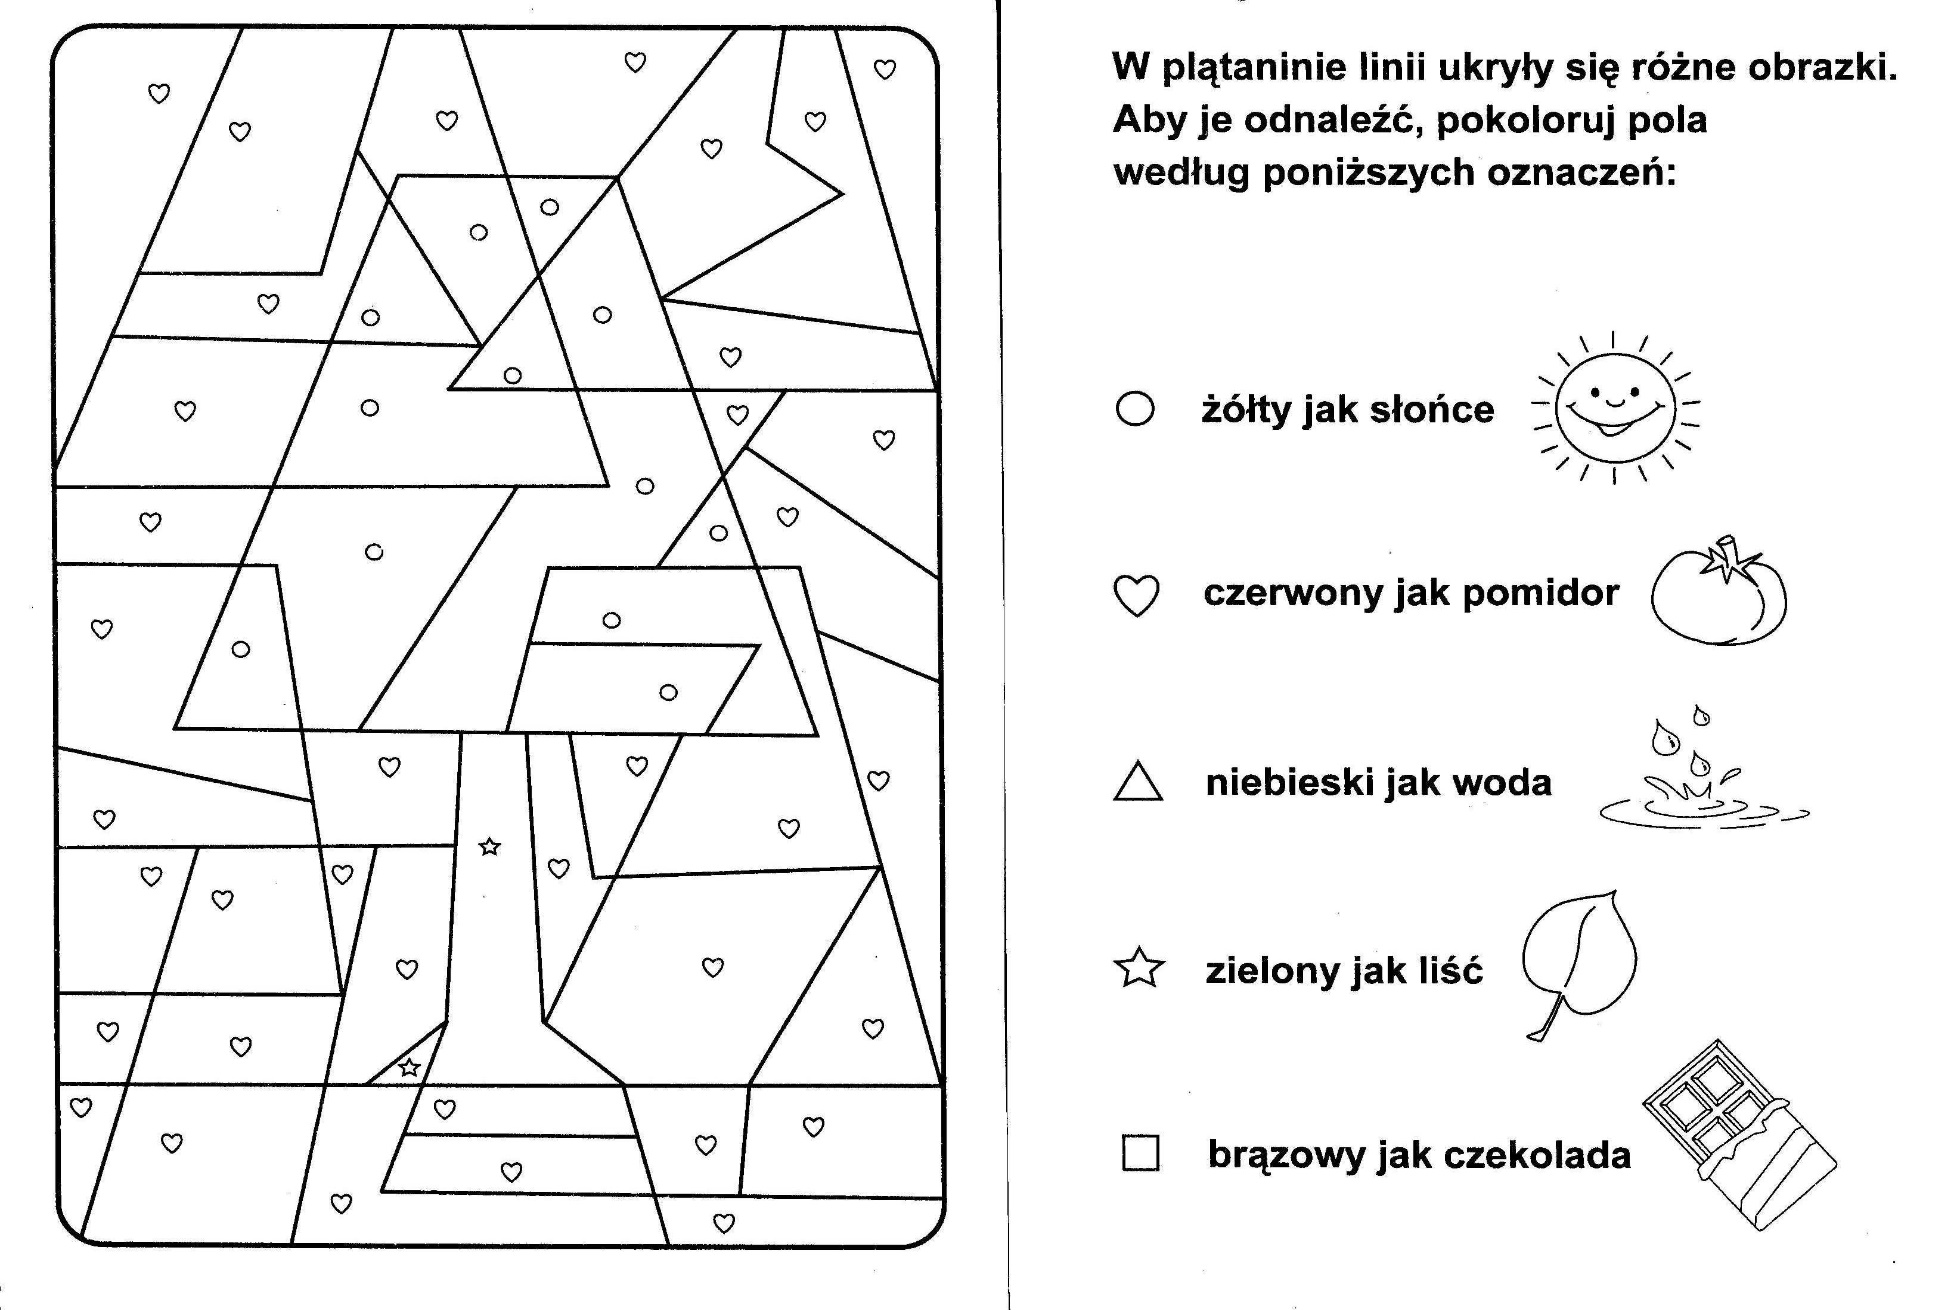 W plątaninie linii ukryły się różne obrazki.
Aby je odnaleźć, pokoloruj pola
według poniższych oznaczeń:
żółty jak słońce
czerwony jak pomidor
niebieski jak woda
zielony jak liść
brązowy jak czekolada